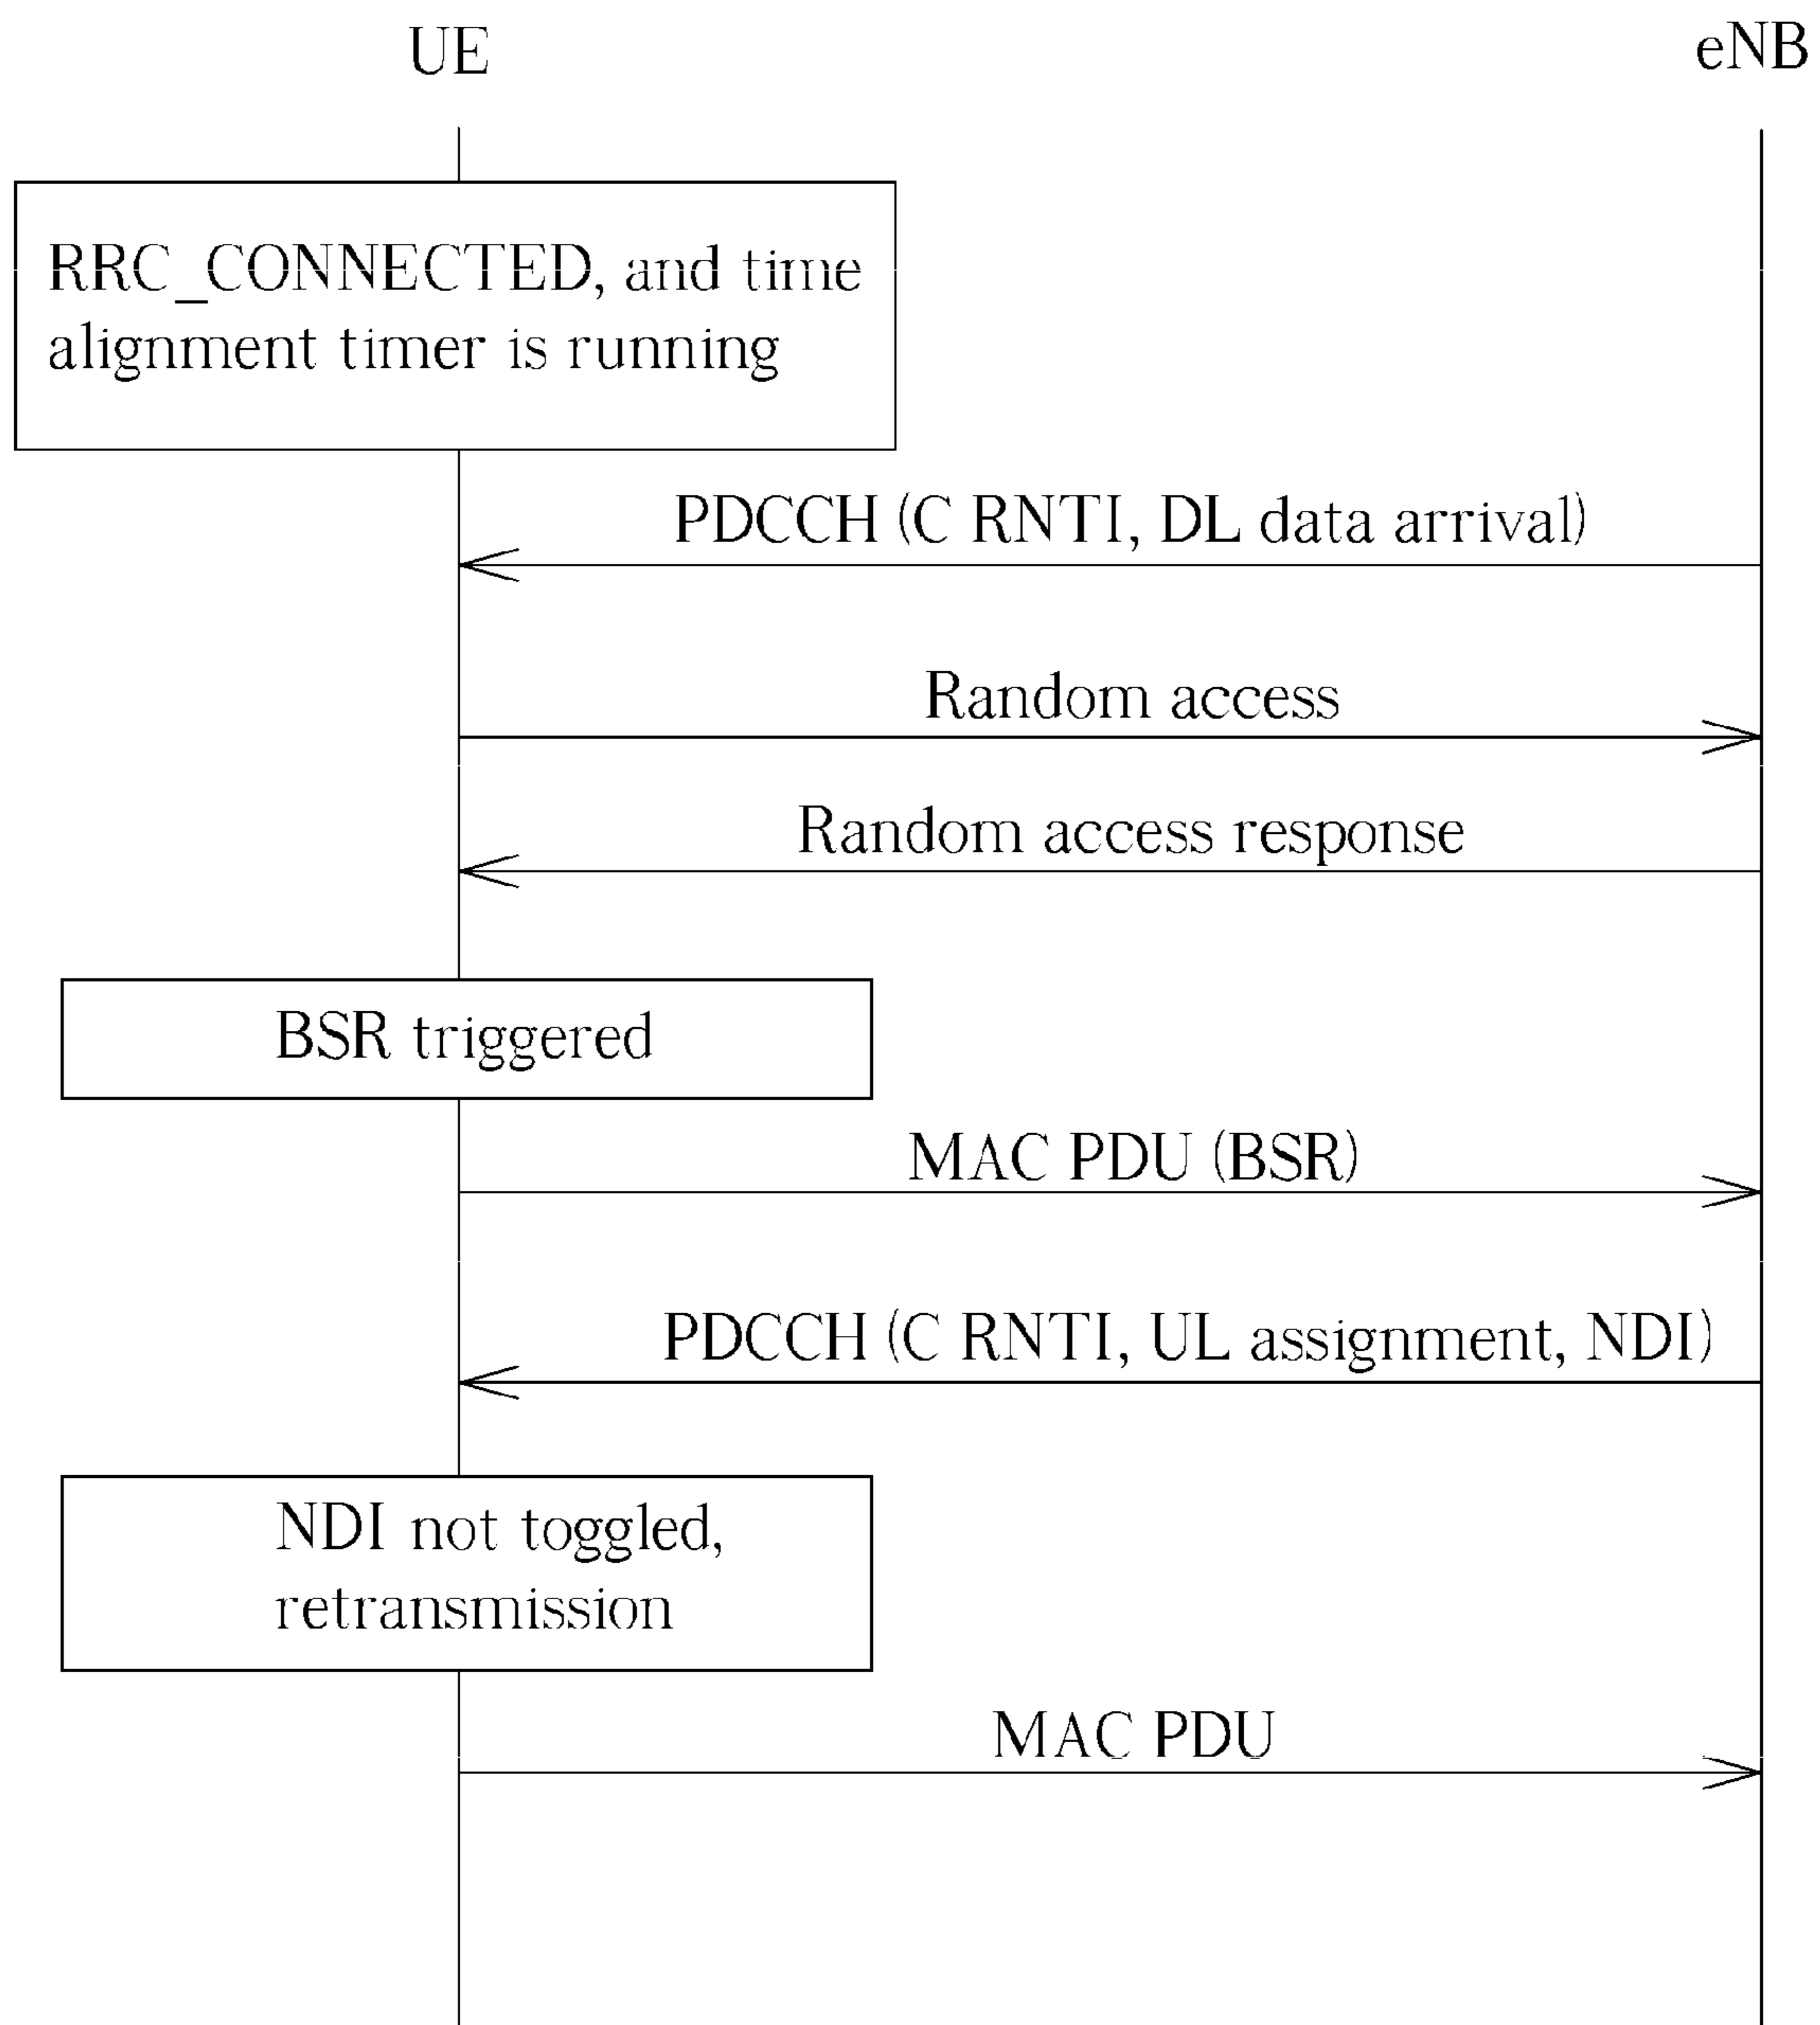 UE
eNB
RRC_CONNECTED, and time
alignment timer is running
PDCCH (C RNTI, DL data arrival)
Random access
Random access response
BSR triggered
MAC PDU (BSR)
PDCCH (C RNTI, UL assignment, NDI)
NDI not toggled,
retransmission
MAC PDU